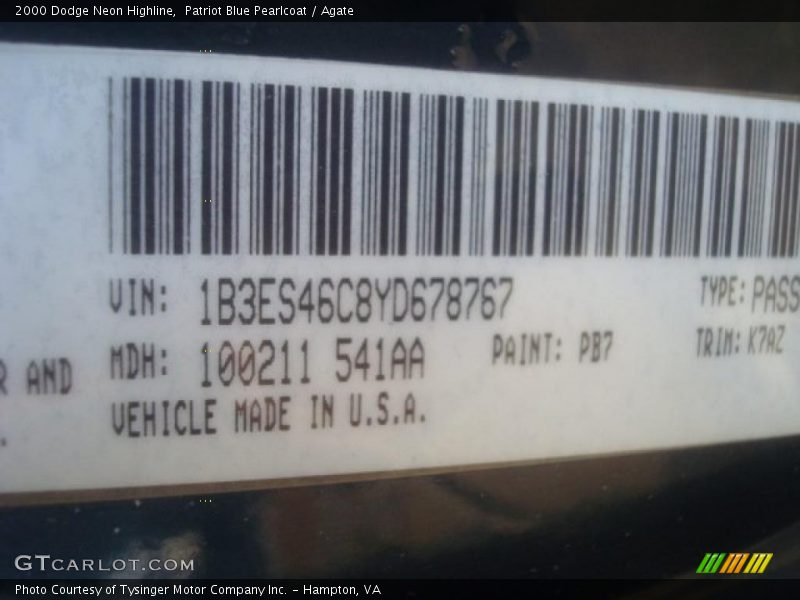 2000 Dodge Neon Highline,  Patriot Blue Pearlcoat / Agate
VIN: 1B3ES46C8YD678767 TYPE: PASS
R AND MDH: 100211 541AA PAINT: PB7 TRIM: K7AZ
VEHICLE MADE IN U.S.A.
GTCARLOT.COM
Photo Courtesy of Tysinger Motor Company Inc. - Hampton, VA